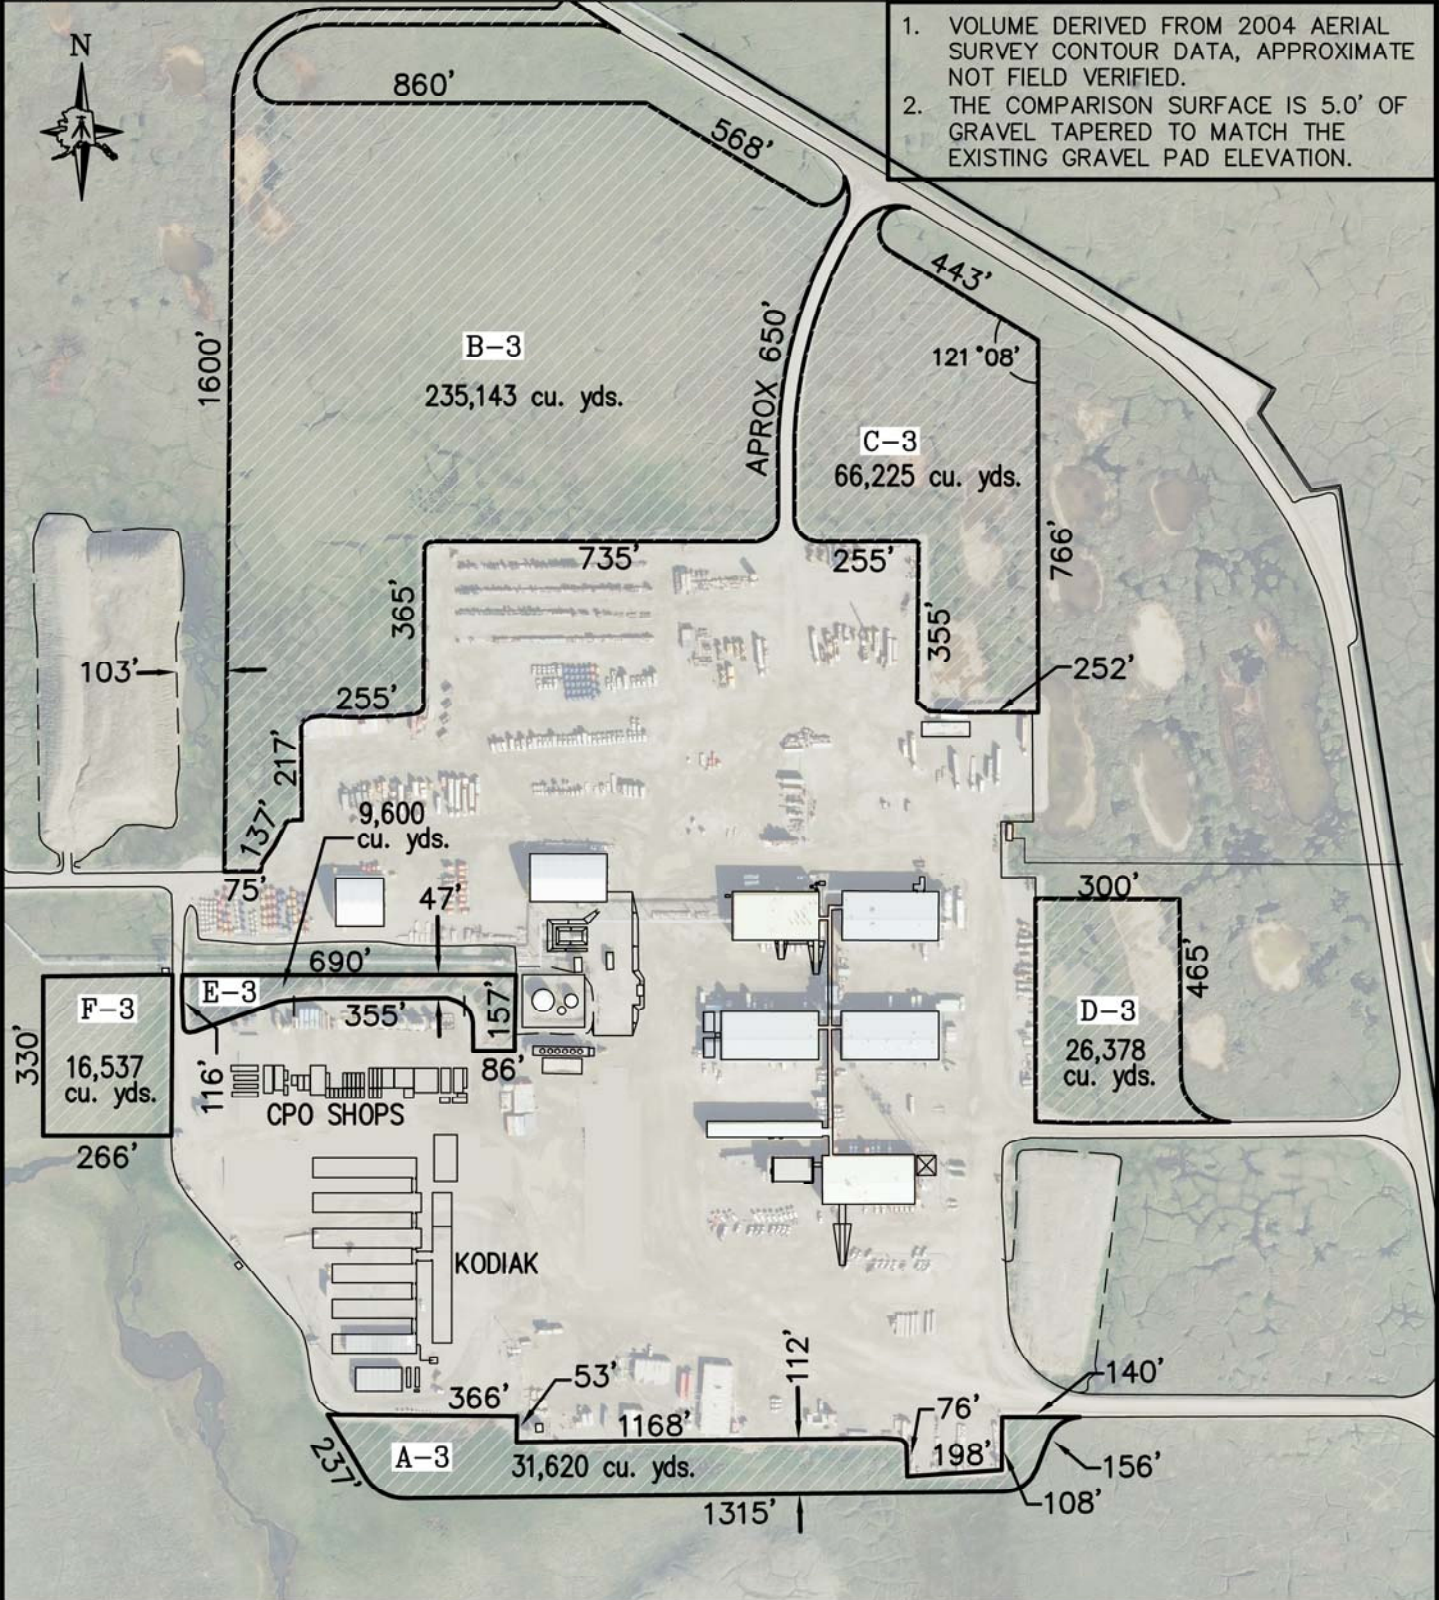 N
1. VOLUME DERIVED FROM 2004 AERIAL
SURVEY CONTOUR DATA, APPROXIMATE
NOT FIELD VERIFIED.
2. THE COMPARISON SURFACE IS 5.0' OF
GRAVEL TAPERED TO MATCH THE
EXISTING GRAVEL PAD ELEVATION.
860'
568'
443'
121°08'
1600'
B-3
235,143 cu. yds.
APROX 650'
C-3
66,225 cu. yds.
735'
255'
766'
365'
355'
103'
255'
252'
217'
137'
9,600
cu. yds.
75'
47'
300'
690'
465'
E-3
F-3
355'
157'
D-3
330'
16,537
cu. yds.
26,378
cu. yds.
116'
86'
CPO SHOPS
266'
KODIAK
112'
53'
140'
366'
76'
1168'
237'
A-3
31,620 cu. yds.
198'
156'
108'
1315'